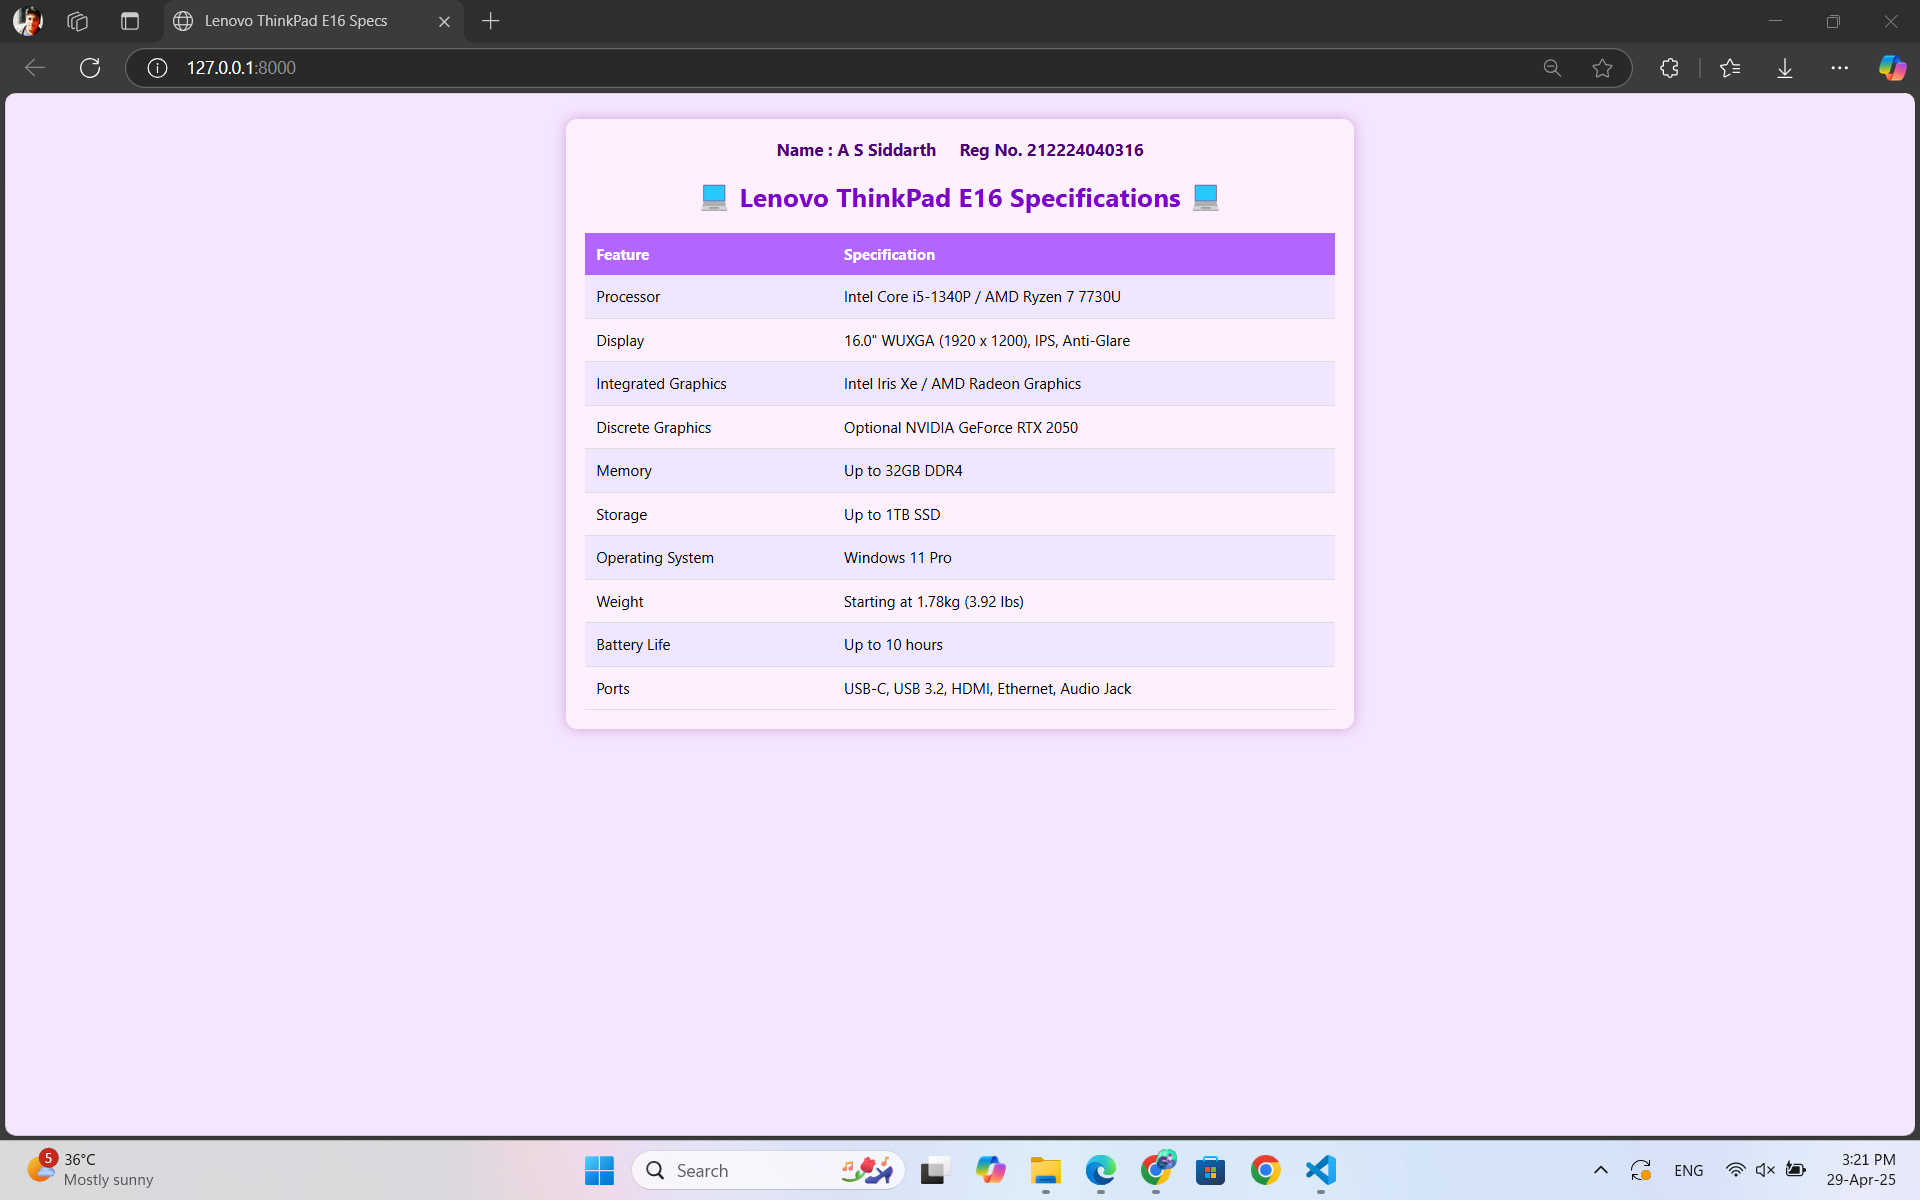 Lenovo ThinkPad E16 Specs
127.0.0.1:8000
Name : A S Siddarth Reg No. 212224040316
💻 Lenovo ThinkPad E16 Specifications 💻
Feature Specification
Processor Intel Core i5-1340P / AMD Ryzen 7 7730U
Display 16.0" WUXGA (1920 x 1200), IPS, Anti-Glare
Integrated Graphics Intel Iris Xe / AMD Radeon Graphics
Discrete Graphics Optional NVIDIA GeForce RTX 2050
Memory Up to 32GB DDR4
Storage Up to 1TB SSD
Operating System Windows 11 Pro
Weight Starting at 1.78kg (3.92 lbs)
Battery Life Up to 10 hours
Ports USB-C, USB 3.2, HDMI, Ethernet, Audio Jack
5 36°C
Mostly sunny
Search
ENG
3:21 PM
29-Apr-25